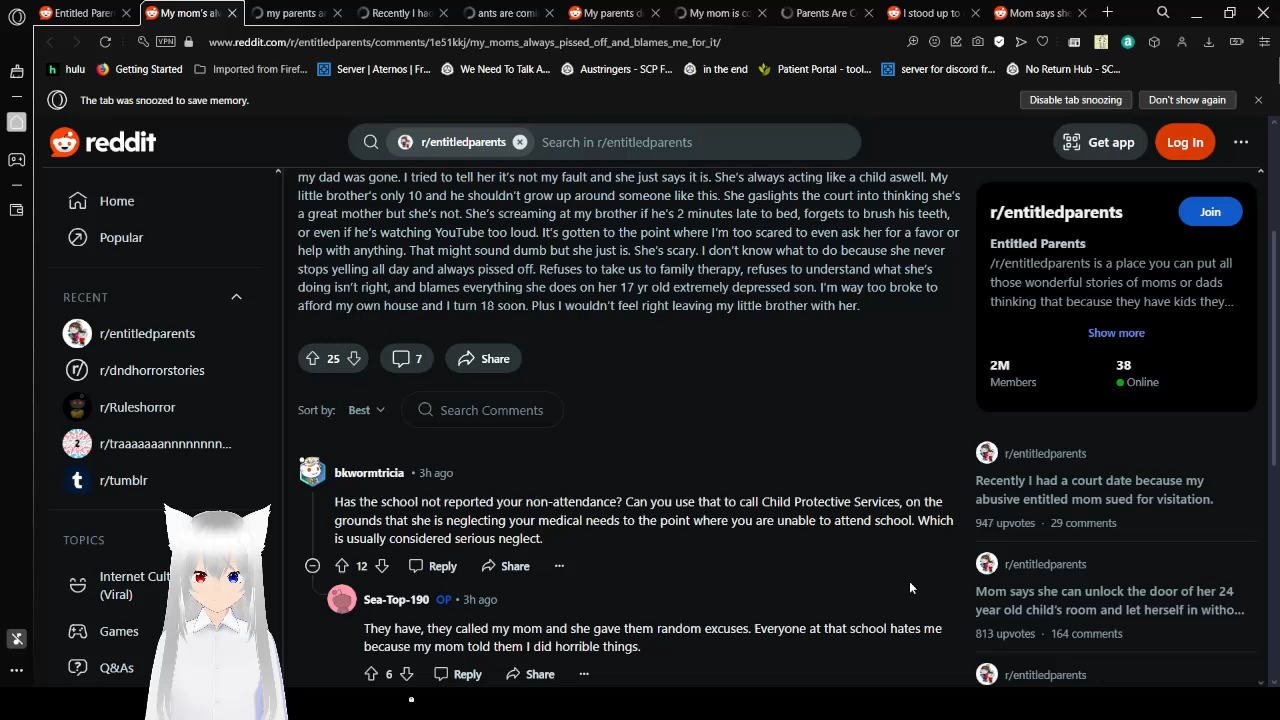 Entitled Paren
My mom's al
my parents ar
Recently I had
ants are comi
My parents d
My mom is co
Parents Are C
I stood up to
Mom says she
VPN
www.reddit.com/r/entitledparents/comments/1e51kkj/my_moms_always_pissed_off_and_blames_me_for_it/
hulu
Getting Started
Imported from Firef...
Server | Aternos | Fr...
We Need To Talk A...
Austringers - SCP F...
in the end
Patient Portal - tool...
server for discord fr...
No Return Hub - SC...
The tab was snoozed to save memory.
Disable tab snoozing
Don't show again
reddit
r/entitledparents
Search in r/entitledparents
Get app
Log In
my dad was gone. I tried to tell her it's not my fault and she just says it is. She's always acting like a child aswell. My
little brother's only 10 and he shouldn't grow up around someone like this. She gaslights the court into thinking she's
a great mother but she's not. She's screaming at my brother if he's 2 minutes late to bed, forgets to brush his teeth,
or even if he's watching YouTube too loud. It's gotten to the point where I'm too scared to even ask her for a favor or
help with anything. That might sound dumb but she just is. She's scary. I don't know what to do because she never
stops yelling all day and always pissed off. Refuses to take us to family therapy, refuses to understand what she's
doing isn't right, and blames everything she does on her 17 yr old extremely depressed son. I'm way too broke to
afford my own house and I turn 18 soon. Plus I wouldn't feel right leaving my little brother with her.
25
7
Share
Sort by:
Best
Search Comments
bkwormtricia • 3h ago
Has the school not reported your non-attendance? Can you use that to call Child Protective Services, on the
grounds that she is neglecting your medical needs to the point where you are unable to attend school. Which
is usually considered serious neglect.
12
Reply
Share
Sea-Top-190 OP • 3h ago
They have, they called my mom and she gave them random excuses. Everyone at that school hates me
because my mom told them I did horrible things.
6
Reply
Share
Home
Popular
RECENT
r/entitledparents
r/dndhorrorstories
r/Ruleshorror
r/traaaaaaannnnnnnn...
r/tumblr
TOPICS
Internet Cult
(Viral)
Games
Q&As
r/entitledparents
Join
Entitled Parents
/r/entitledparents is a place you can put all
those wonderful stories of moms or dads
thinking that because they have kids they...
Show more
2M
Members
38
Online
r/entitledparents
Recently I had a court date because my
abusive entitled mom sued for visitation.
947 upvotes · 29 comments
r/entitledparents
Mom says she can unlock the door of her 24
year old child's room and let herself in witho...
813 upvotes · 164 comments
r/entitledparents